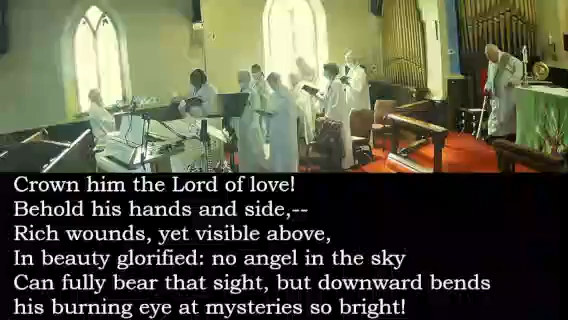 Crown him the Lord of love!
Behold his hands and side,--
Rich wounds, yet visible above,
In beauty glorified: no angel in the sky
Can fully bear that sight, but downward bends
his burning eye at mysteries so bright!